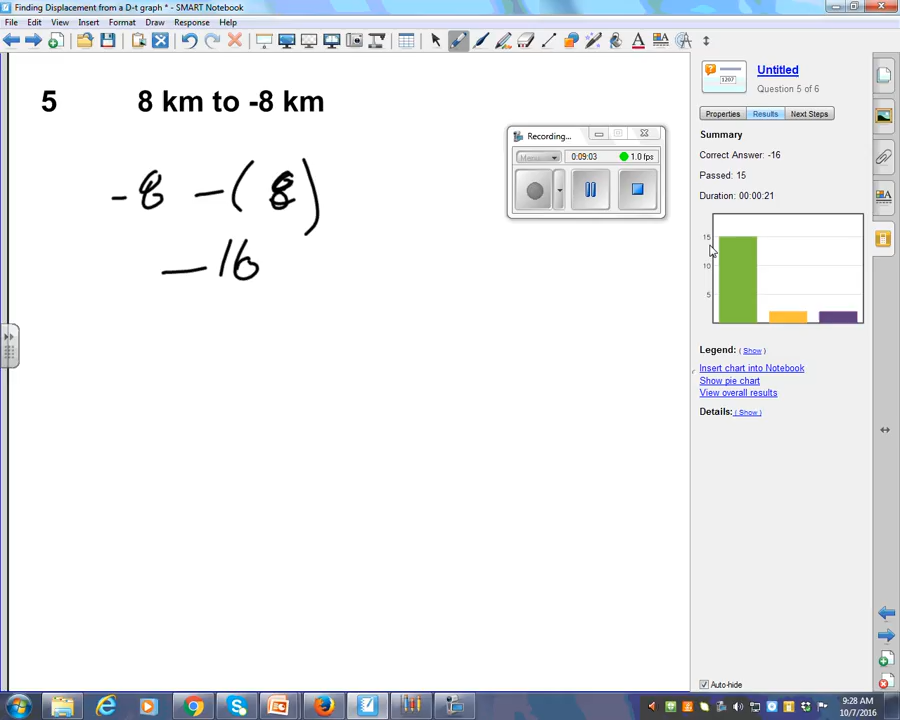 Finding Displacement from a D-t graph * - SMART Notebook
File Edit View Insert Format Draw Response Help
5 8 km to -8 km
-8 -( 8)
-16
Recording...
Menu
0:09:03 1.0 fps
1207
Untitled
Question 5 of 6
Properties Results Next Steps
Summary
Correct Answer: -16
Passed: 15
Duration: 00:00:21
15
10
5
Legend: ( Show )
Insert chart into Notebook
Show pie chart
View overall results
Details: ( Show )
Auto-hide
9:28 AM
10/7/2016